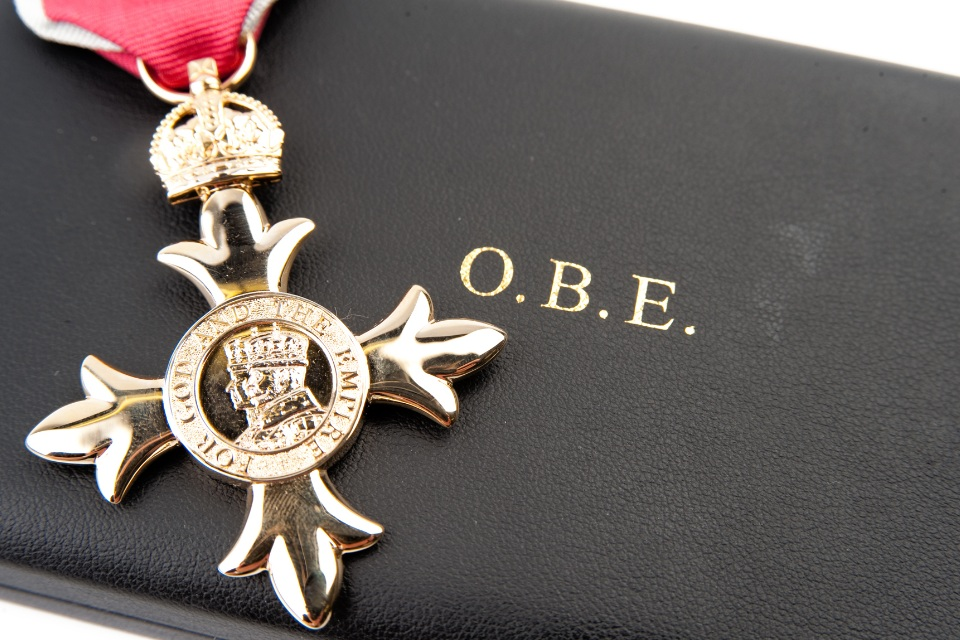 FOR GOD AND THE EMPIRE
O.B.E.